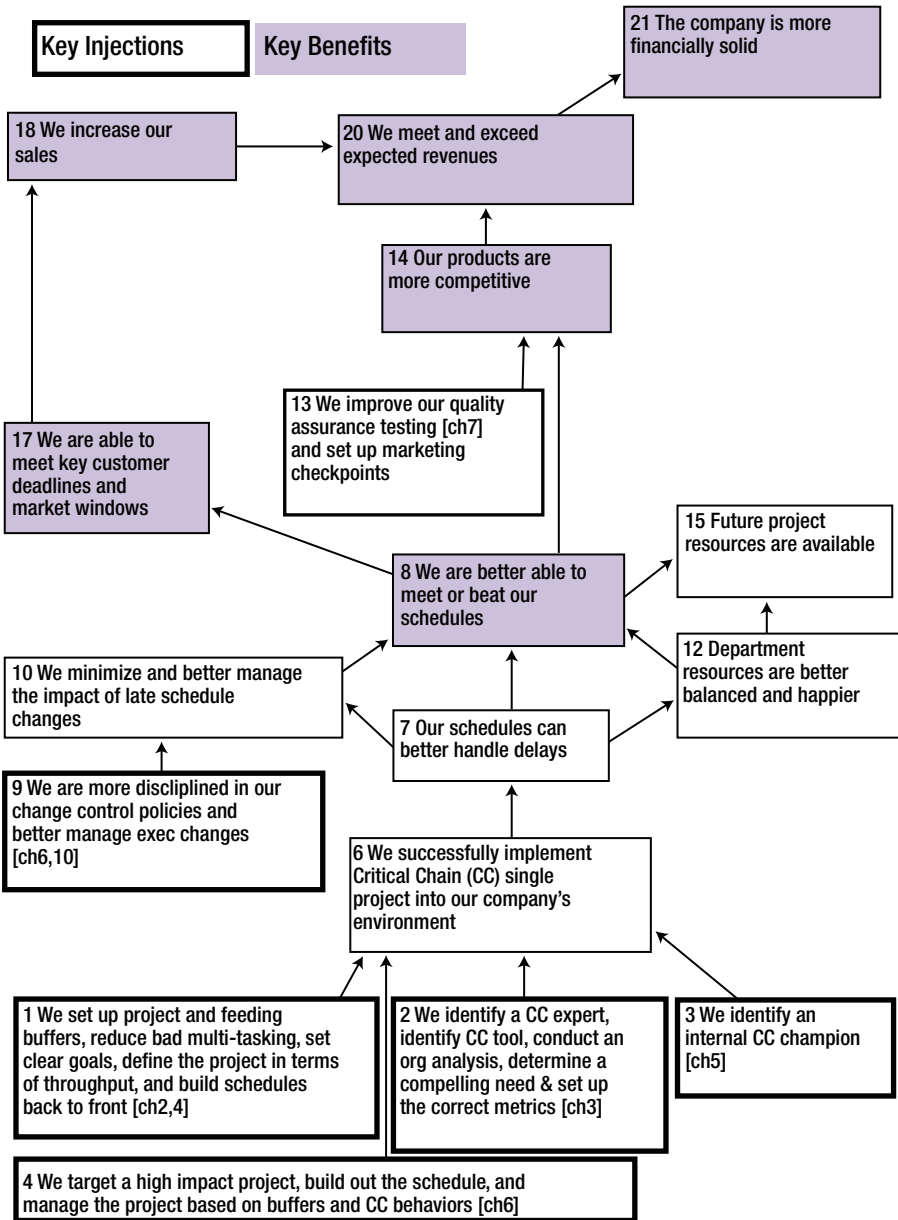 Key Injections
Key Benefits
21 The company is more
financially solid
18 We increase our
sales
20 We meet and exceed
expected revenues
14 Our products are
more competitive
13 We improve our quality
assurance testing [ch7]
and set up marketing
checkpoints
17 We are able to
meet key customer
deadlines and
market windows
15 Future project
resources are available
8 We are better able to
meet or beat our
schedules
12 Department
resources are better
balanced and happier
10 We minimize and better manage
the impact of late schedule
changes
7 Our schedules can
better handle delays
9 We are more discliplined in our
change control policies and
better manage exec changes
[ch6,10]
6 We successfully implement
Critical Chain (CC) single
project into our company's
environment
1 We set up project and feeding
buffers, reduce bad multi-tasking, set
clear goals, define the project in terms
of throughput, and build schedules
back to front [ch2,4]
2 We identify a CC expert,
identify CC tool, conduct an
org analysis, determine a
compelling need & set up
the correct metrics [ch3]
3 We identify an
internal CC champion
[ch5]
4 We target a high impact project, build out the schedule, and
manage the project based on buffers and CC behaviors [ch6]